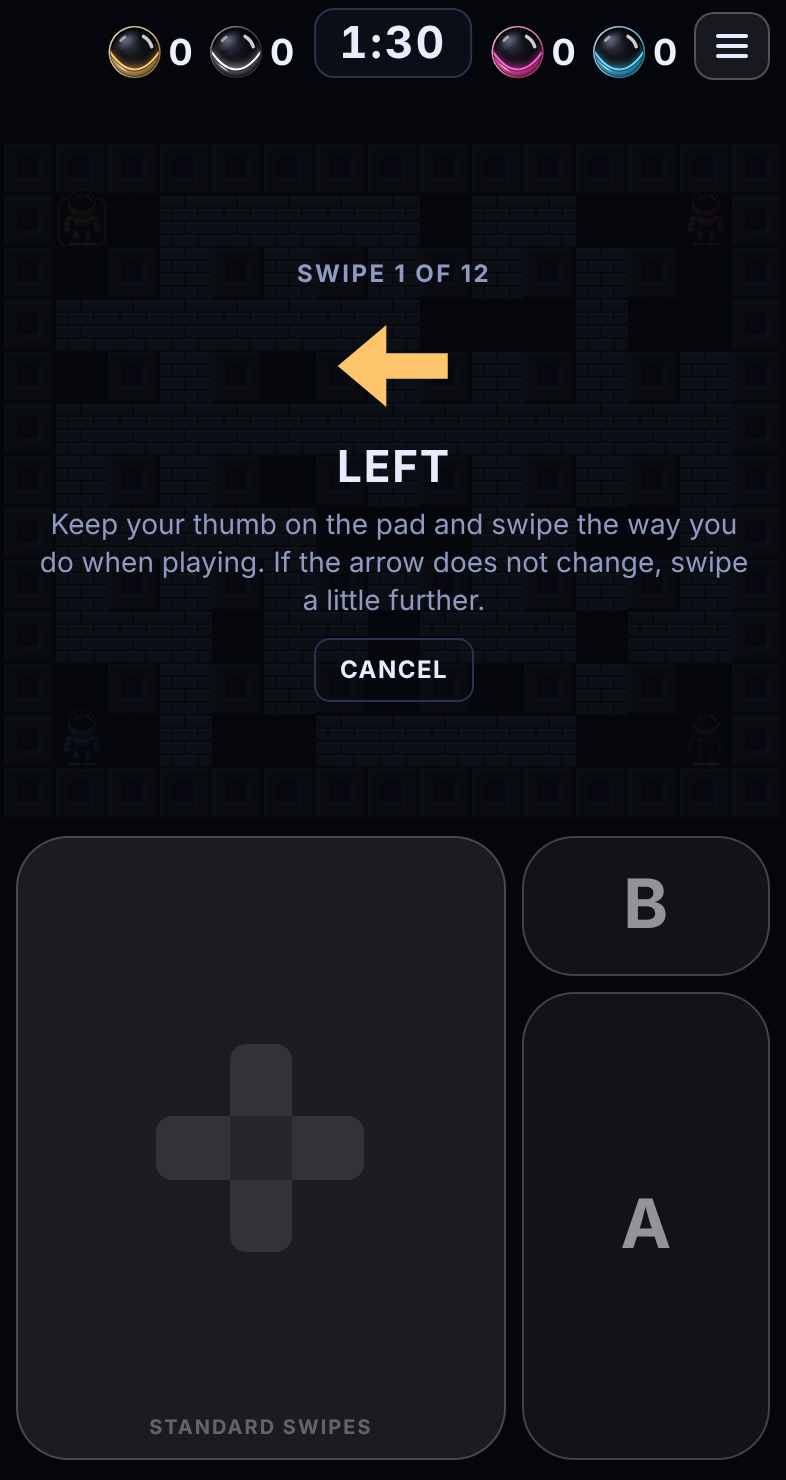 0 0 1:30 0 0
SWIPE 1 OF 12
LEFT
Keep your thumb on the pad and swipe the way you
do when playing. If the arrow does not change, swipe
a little further.
CANCEL
B
A
STANDARD SWIPES